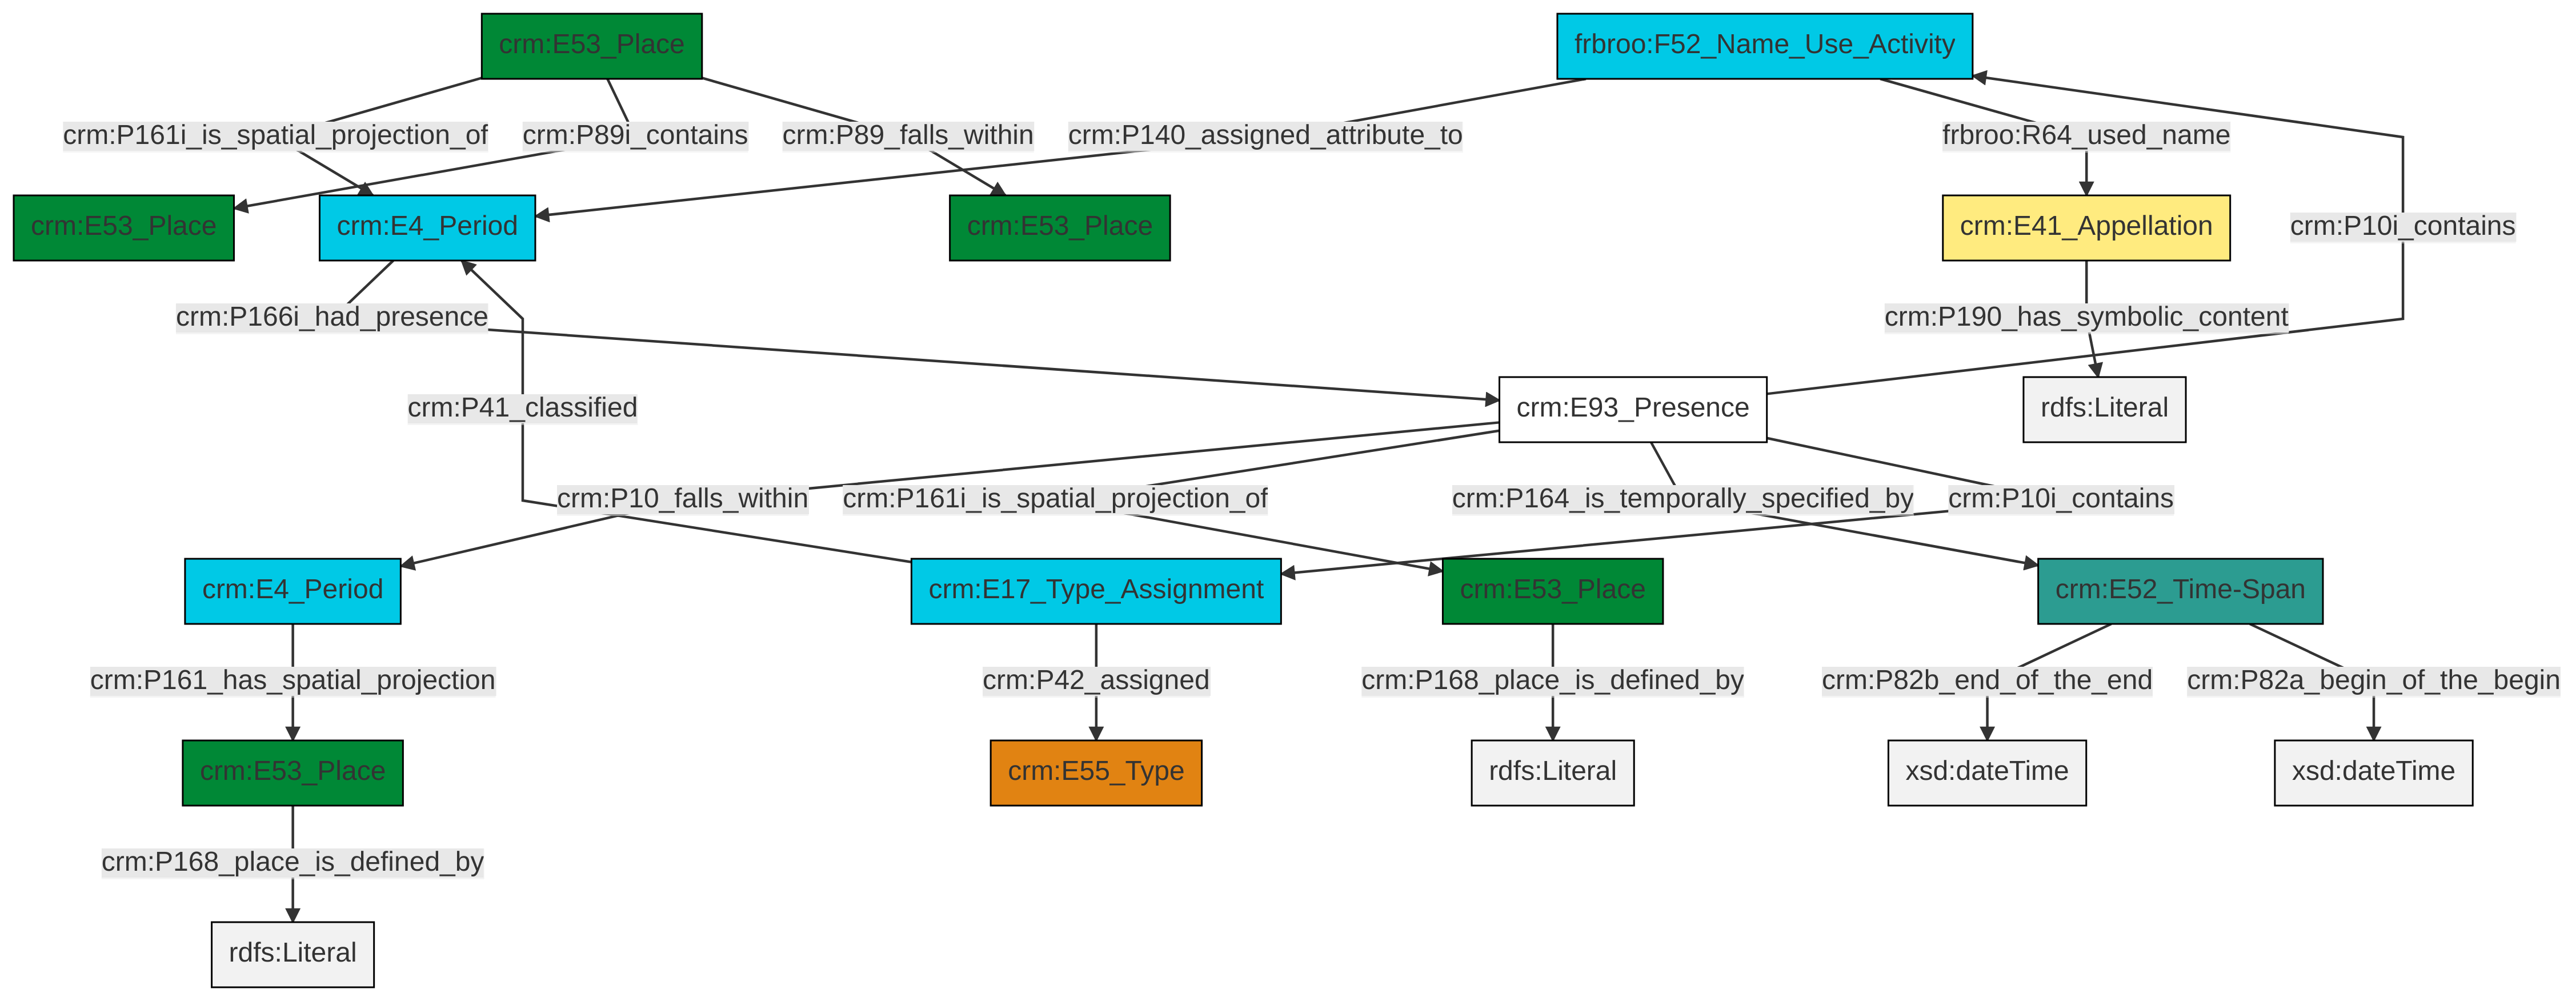 crm:E53_Place
frbroo:F52_Name_Use_Activity
crm:P161i_is_spatial_projection_of
crm:P89i_contains
crm:P89_falls_within
crm:P140_assigned_attribute_to
frbroo:R64_used_name
crm:E53_Place
crm:E4_Period
crm:E53_Place
crm:E41_Appellation
crm:P10i_contains
crm:P166i_had_presence
crm:P190_has_symbolic_content
crm:P41_classified
crm:E93_Presence
rdfs:Literal
crm:P10_falls_within
crm:P161i_is_spatial_projection_of
crm:P164_is_temporally_specified_by
crm:P10i_contains
crm:E4_Period
crm:E17_Type_Assignment
crm:E53_Place
crm:E52_Time-Span
crm:P161_has_spatial_projection
crm:P42_assigned
crm:P168_place_is_defined_by
crm:P82b_end_of_the_end
crm:P82a_begin_of_the_begin
crm:E53_Place
crm:E55_Type
rdfs:Literal
xsd:dateTime
xsd:dateTime
crm:P168_place_is_defined_by
rdfs:Literal